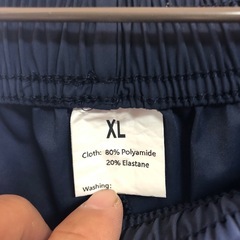 XL
Cloth: 80% Polyamide
20% Elastane
Washing: